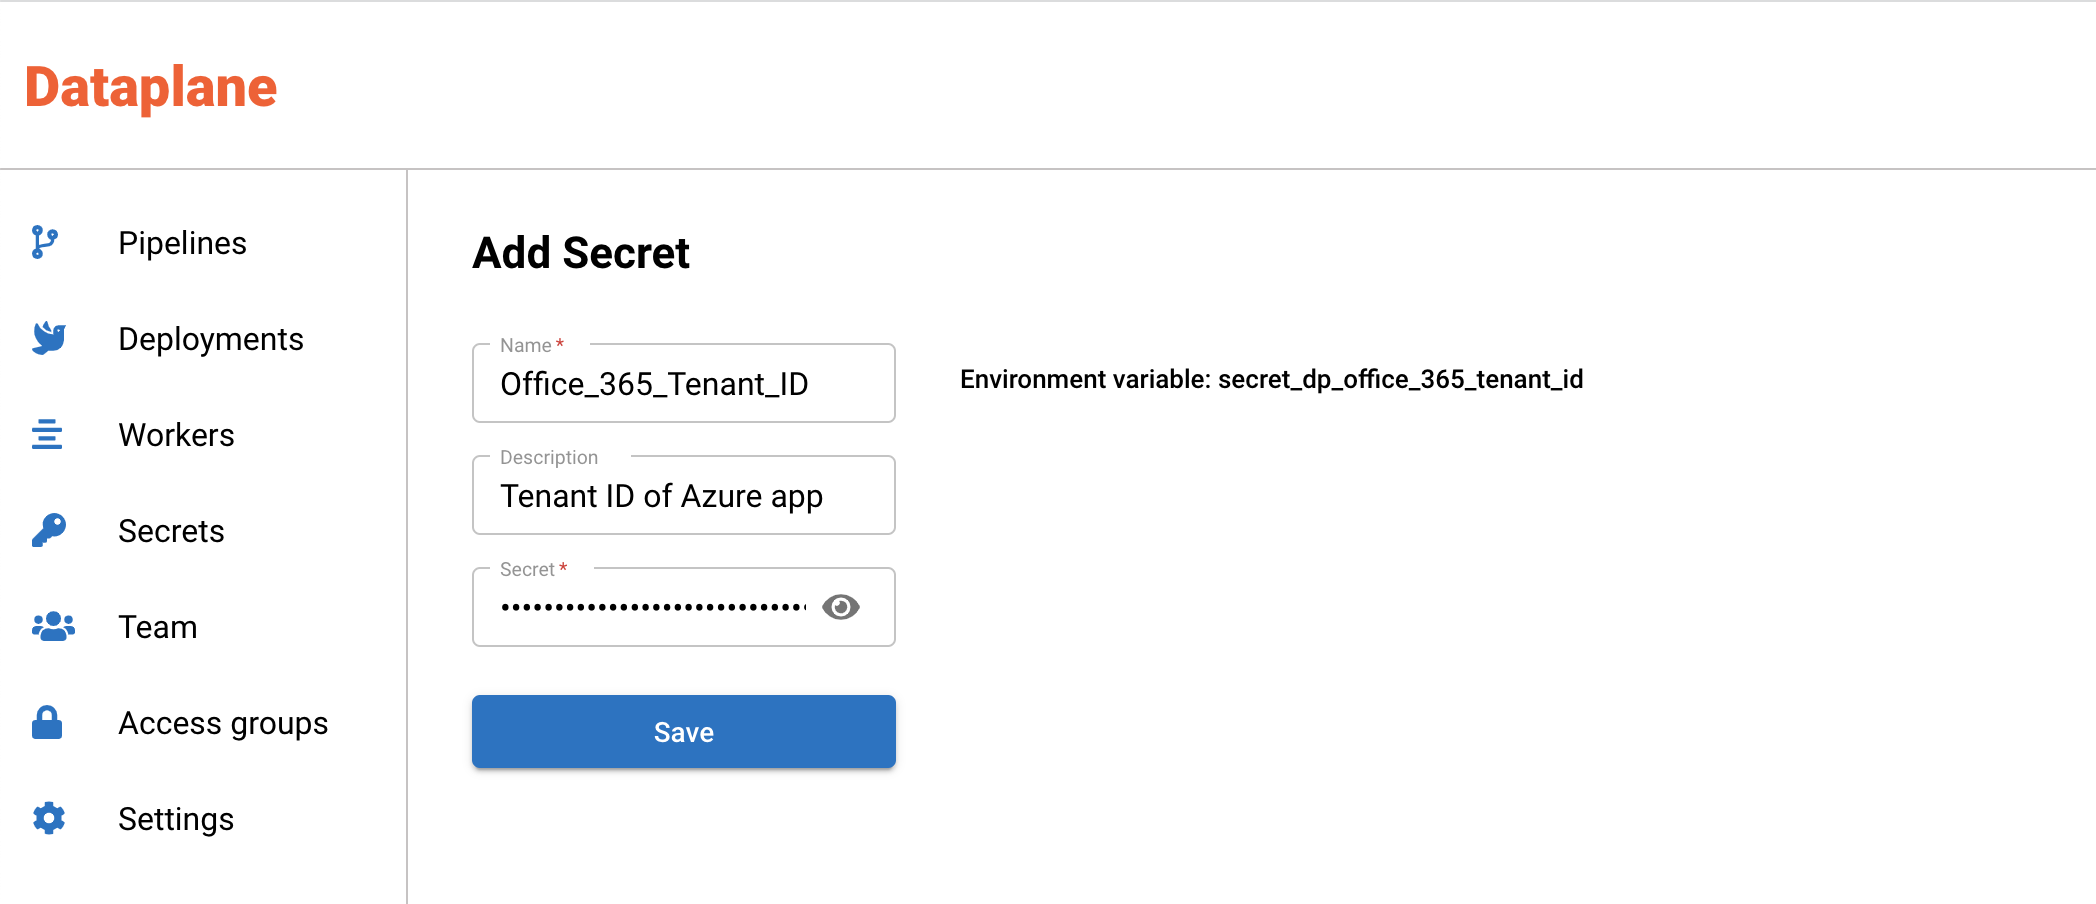 Dataplane
Pipelines
Deployments
Workers
Secrets
Team
Access groups
Settings
Add Secret
Name *
Office_365_Tenant_ID
Environment variable: secret_dp_office_365_tenant_id
Description
Tenant ID of Azure app
Secret *
Save